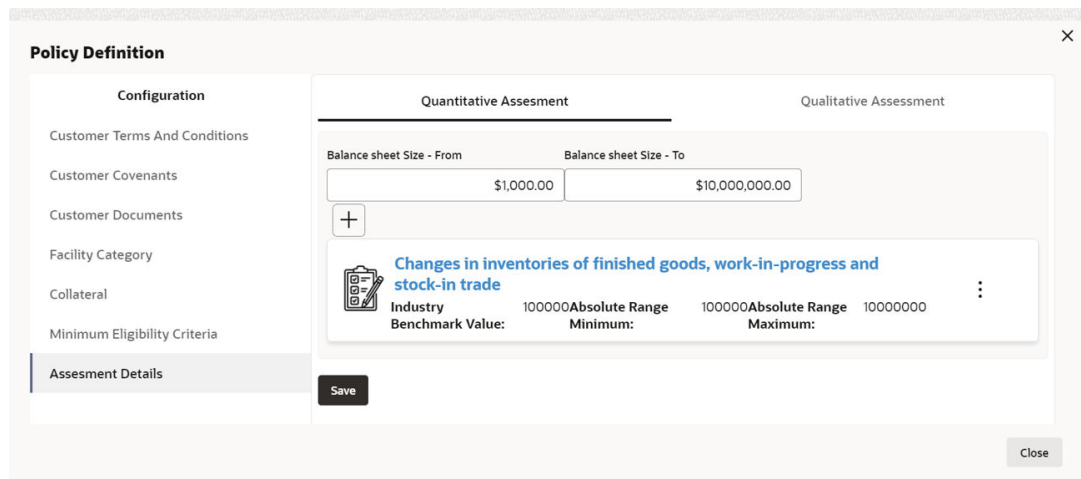 Policy Definition
Configuration
Customer Terms And Conditions
Customer Covenants
Customer Documents
Facility Category
Collateral
Minimum Eligibility Criteria
Assesment Details
Quantitative Assesment
Qualitative Assessment
Balance sheet Size - From
Balance sheet Size - To
$1,000.00
$10,000,000.00
Changes in inventories of finished goods, work-in-progress and
stock-in trade
Industry 100000 Absolute Range 100000 Absolute Range 10000000
Benchmark Value: Minimum: Maximum:
Save
Close